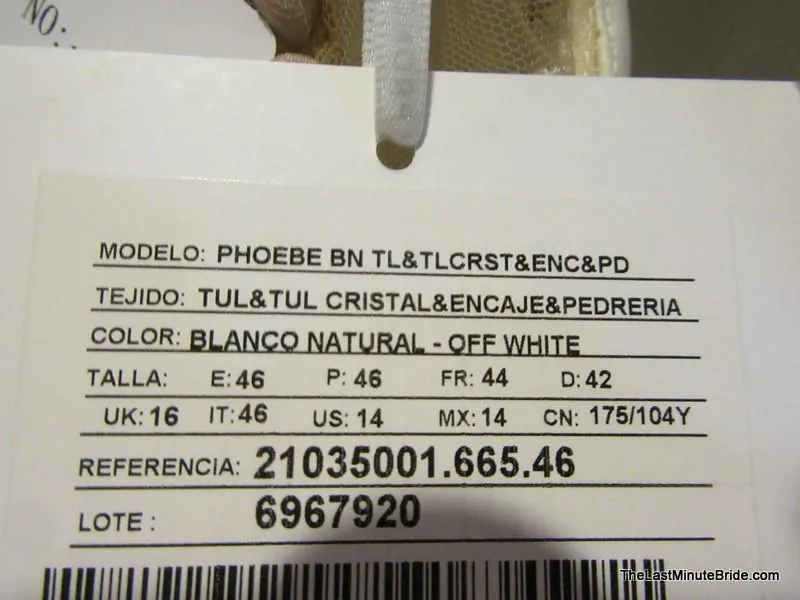 NO:
MODELO: PHOEBE BN TL&TLCRST&ENC&PD
TEJIDO: TUL&TUL CRISTAL&ENCAJE&PEDRERIA
COLOR: BLANCO NATURAL - OFF WHITE
TALLA: E: 46 P: 46 FR: 44 D: 42
UK: 16 IT: 46 US: 14 MX: 14 CN: 175/104Y
REFERENCIA: 21035001.665.46
LOTE : 6967920
TheLastMinuteBride.com